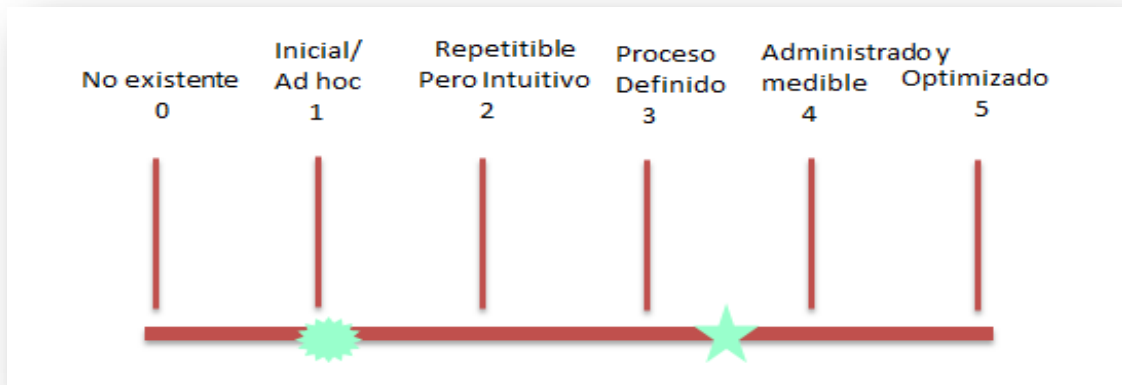 No existente
0
Inicial/
Ad hoc
1
Repetitible
Pero Intuitivo
2
Proceso
Definido
3
Administrado y
medible
4
Optimizado
5